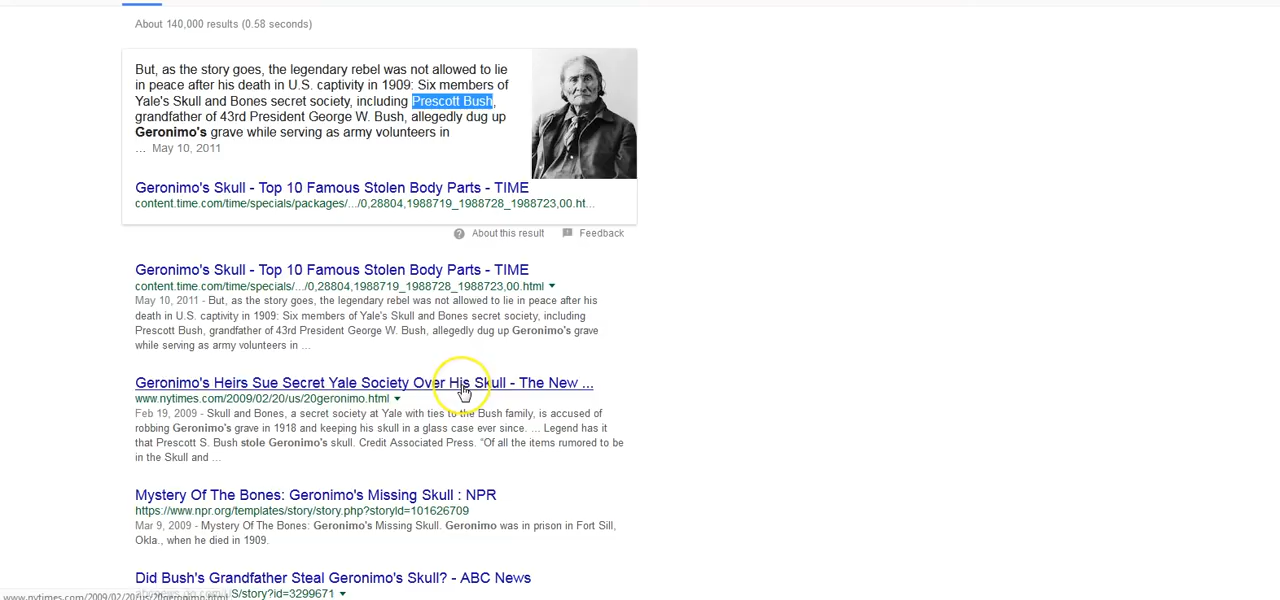 About 140,000 results (0.58 seconds)
But, as the story goes, the legendary rebel was not allowed to lie
in peace after his death in U.S. captivity in 1909: Six members of
Yale's Skull and Bones secret society, including Prescott Bush,
grandfather of 43rd President George W. Bush, allegedly dug up
Geronimo's grave while serving as army volunteers in
... May 10, 2011
Geronimo's Skull - Top 10 Famous Stolen Body Parts - TIME
content.time.com/time/specials/packages/.../0,28804,1988719_1988728_1988723,00.ht...
About this result Feedback
Geronimo's Skull - Top 10 Famous Stolen Body Parts - TIME
content.time.com/time/specials/.../0,28804,1988719_1988728_1988723,00.html
May 10, 2011 - But, as the story goes, the legendary rebel was not allowed to lie in peace after his
death in U.S. captivity in 1909: Six members of Yale's Skull and Bones secret society, including
Prescott Bush, grandfather of 43rd President George W. Bush, allegedly dug up Geronimo's grave
while serving as army volunteers in ...
Geronimo's Heirs Sue Secret Yale Society Over His Skull - The New ...
www.nytimes.com/2009/02/20/us/20geronimo.html
Feb 19, 2009 - Skull and Bones, a secret society at Yale with ties to the Bush family, is accused of
robbing Geronimo's grave in 1918 and keeping his skull in a glass case ever since. ... Legend has it
that Prescott S. Bush stole Geronimo's skull. Credit Associated Press. “Of all the items rumored to be
in the Skull and ...
Mystery Of The Bones: Geronimo's Missing Skull : NPR
https://www.npr.org/templates/story/story.php?storyId=101626709
Mar 9, 2009 - Mystery Of The Bones: Geronimo's Missing Skull. Geronimo was in prison in Fort Sill,
Okla., when he died in 1909.
Did Bush's Grandfather Steal Geronimo's Skull? - ABC News
S/story?id=3299671
www.nytimes.com/2009/02/20/us/20geronimo.html